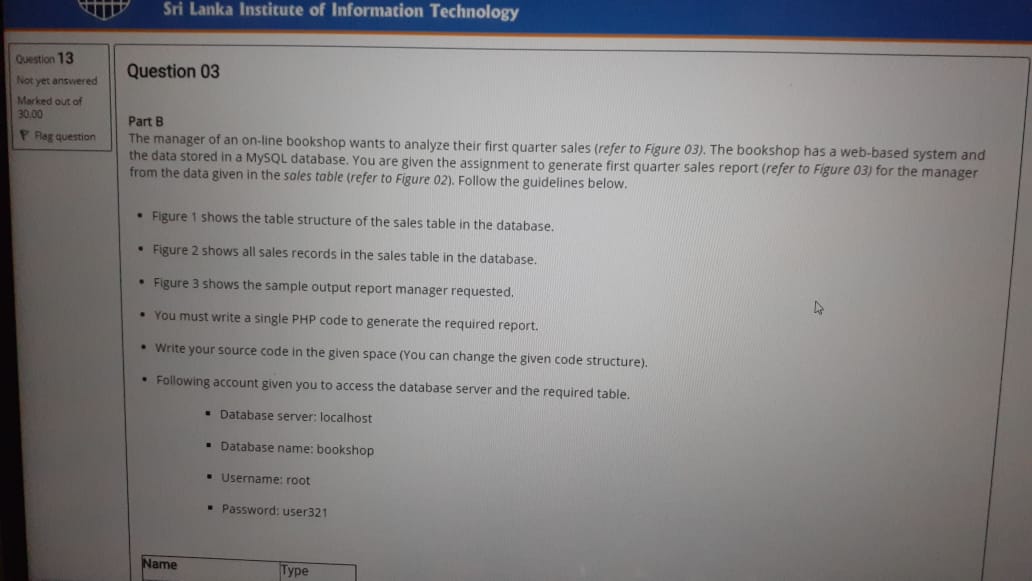 Sri Lanka Institute of Information Technology
Question 13
Not yet answered
Marked out of
30.00
Flag question
Question 03
Part B
The manager of an on-line bookshop wants to analyze their first quarter sales (refer to Figure 03). The bookshop has a web-based system and
the data stored in a MySQL database. You are given the assignment to generate first quarter sales report (refer to Figure 03) for the manager
from the data given in the sales table (refer to Figure 02). Follow the guidelines below.
• Figure 1 shows the table structure of the sales table in the database.
• Figure 2 shows all sales records in the sales table in the database.
• Figure 3 shows the sample output report manager requested.
• You must write a single PHP code to generate the required report.
• Write your source code in the given space (You can change the given code structure).
• Following account given you to access the database server and the required table.
▪ Database server: localhost
▪ Database name: bookshop
▪ Username: root
▪ Password: user321
Name
Type